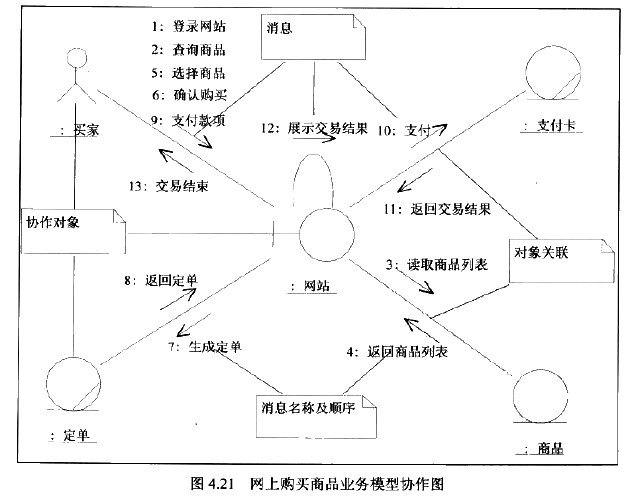 1：登录网站
2：查询商品
5：选择商品
6：确认购买
9：支付款项
消息
：买家
12：展示交易结果
10：支付
：支付卡
13：交易结束
11：返回交易结果
协作对象
对象关联
3：读取商品列表
8：返回定单
：网站
7：生成定单
4：返回商品列表
消息名称及顺序
：定单
：商品
图 4.21 网上购买商品业务模型协作图